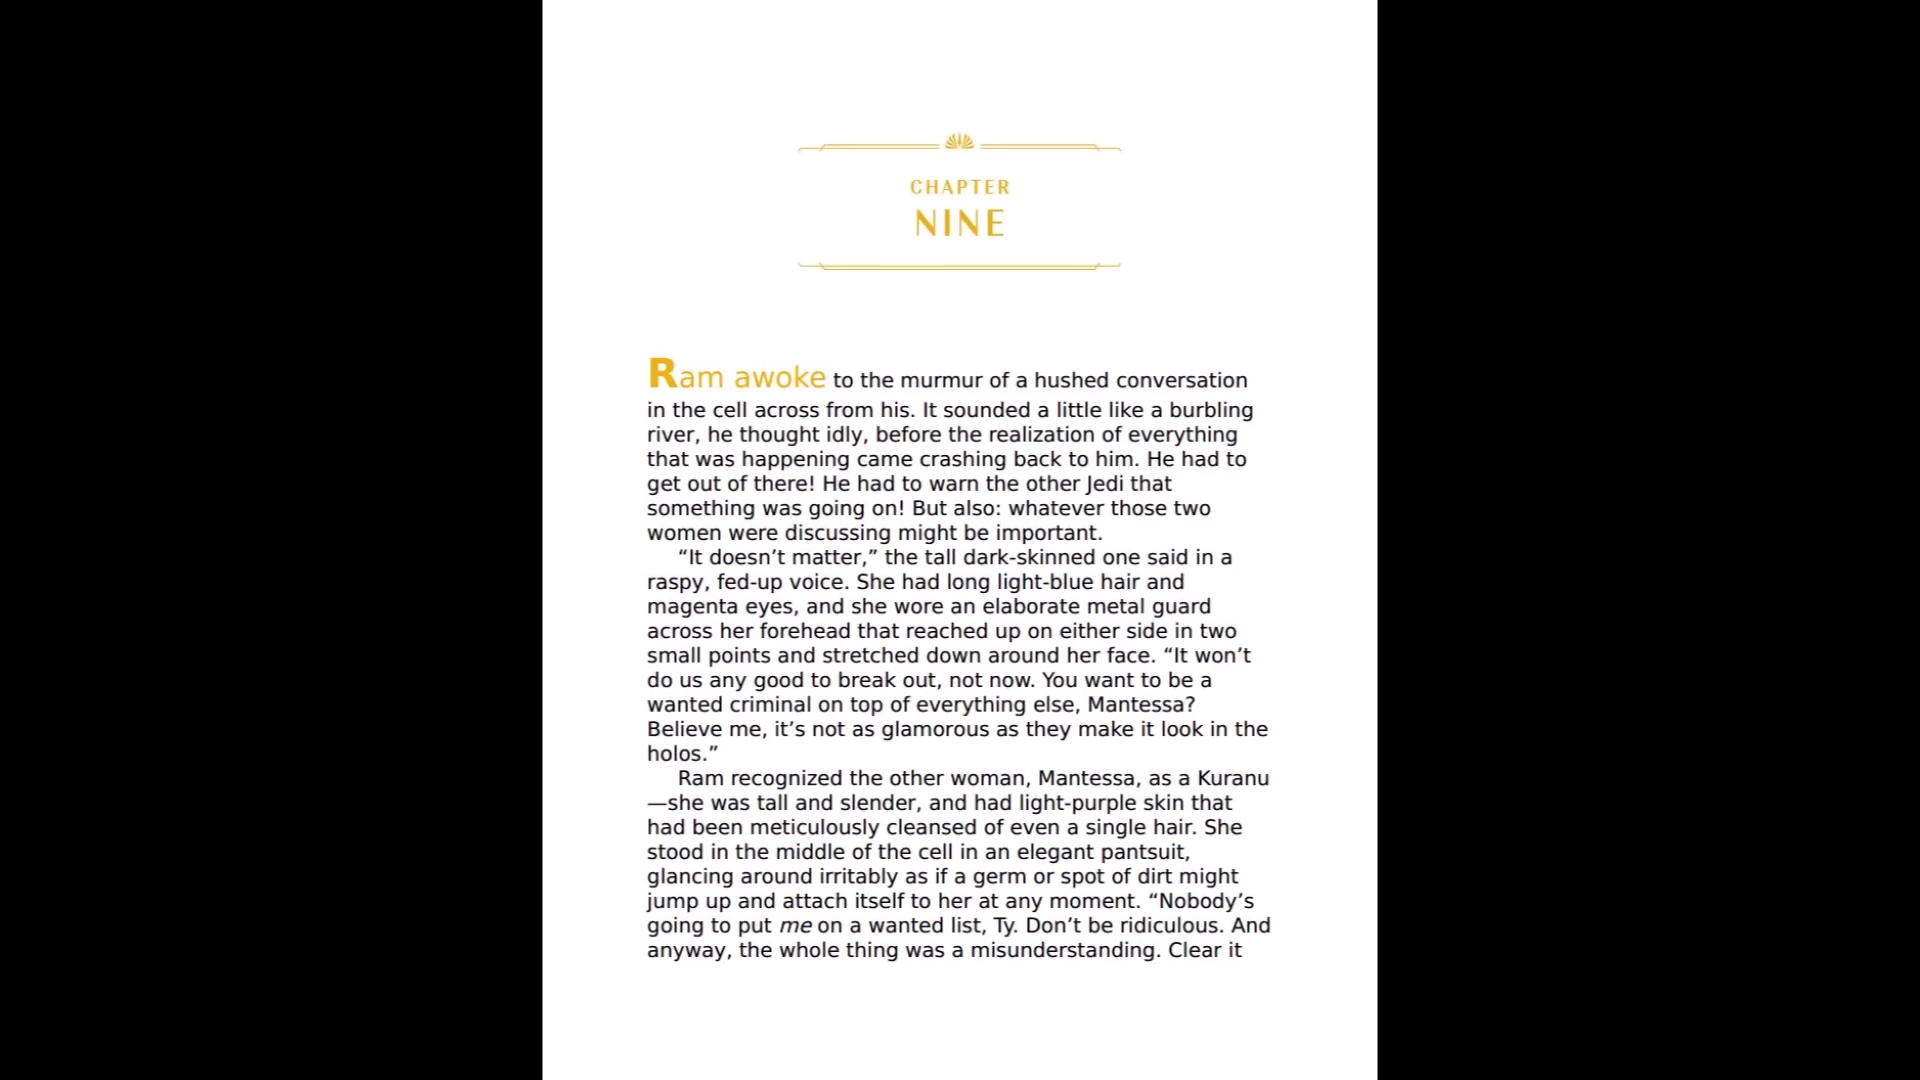 CHAPTER
NINE
Ram awoke to the murmur of a hushed conversation
in the cell across from his. It sounded a little like a burbling
river, he thought idly, before the realization of everything
that was happening came crashing back to him. He had to
get out of there! He had to warn the other Jedi that
something was going on! But also: whatever those two
women were discussing might be important.
“It doesn’t matter,” the tall dark-skinned one said in a
raspy, fed-up voice. She had long light-blue hair and
magenta eyes, and she wore an elaborate metal guard
across her forehead that reached up on either side in two
small points and stretched down around her face. “It won’t
do us any good to break out, not now. You want to be a
wanted criminal on top of everything else, Mantessa?
Believe me, it’s not as glamorous as they make it look in the
holos.”
Ram recognized the other woman, Mantessa, as a Kuranu
—she was tall and slender, and had light-purple skin that
had been meticulously cleansed of even a single hair. She
stood in the middle of the cell in an elegant pantsuit,
glancing around irritably as if a germ or spot of dirt might
jump up and attach itself to her at any moment. “Nobody’s
going to put me on a wanted list, Ty. Don’t be ridiculous. And
anyway, the whole thing was a misunderstanding. Clear it